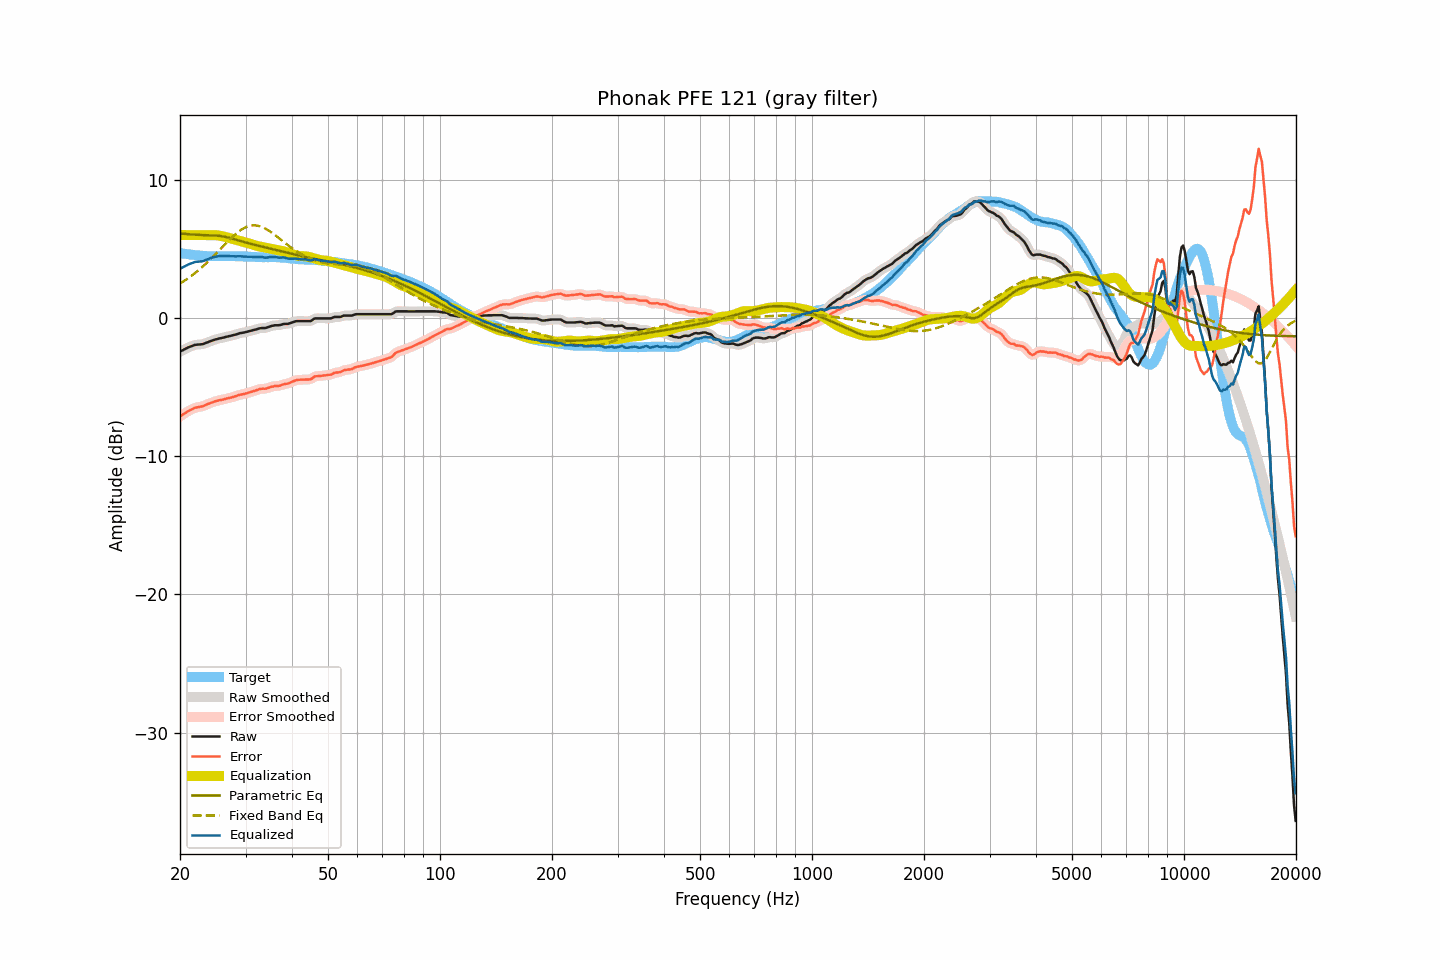 Phonak PFE 121 (gray filter)
10
0
−10
−20
−30
Amplitude (dBr)
Target
Raw Smoothed
Error Smoothed
Raw
Error
Equalization
Parametric Eq
Fixed Band Eq
Equalized
20 50 100 200 500 1000 2000 5000 10000 20000
Frequency (Hz)